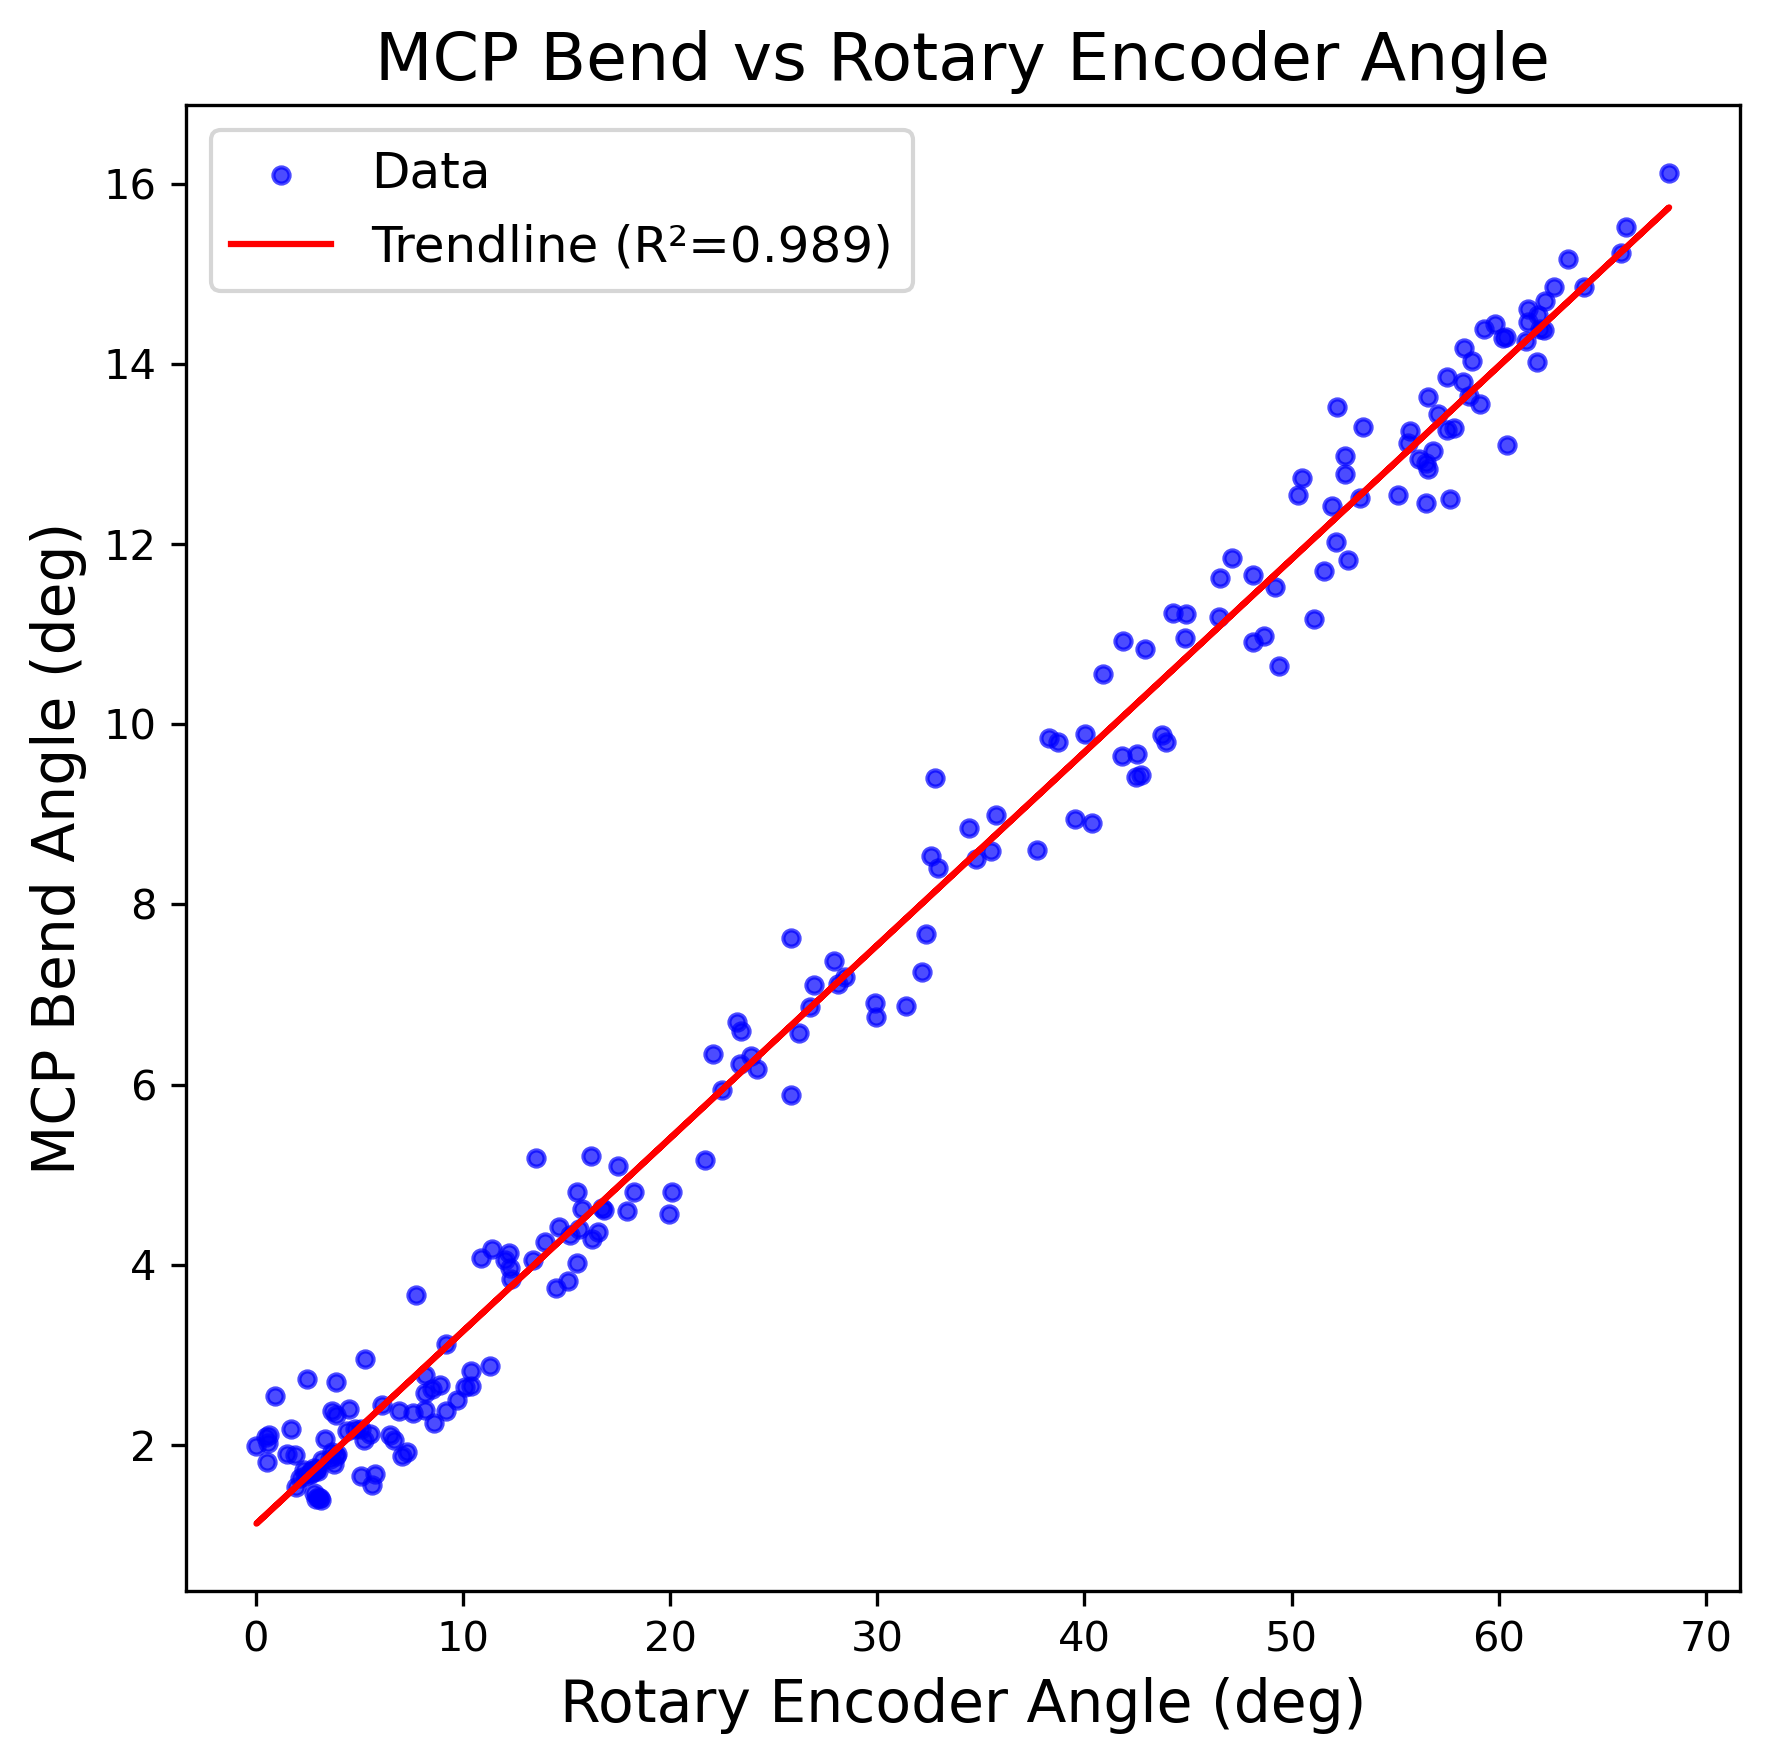 MCP Bend vs Rotary Encoder Angle
Data
Trendline (R²=0.989)
16
14
12
10
8
6
4
2
MCP Bend Angle (deg)
0 10 20 30 40 50 60 70
Rotary Encoder Angle (deg)